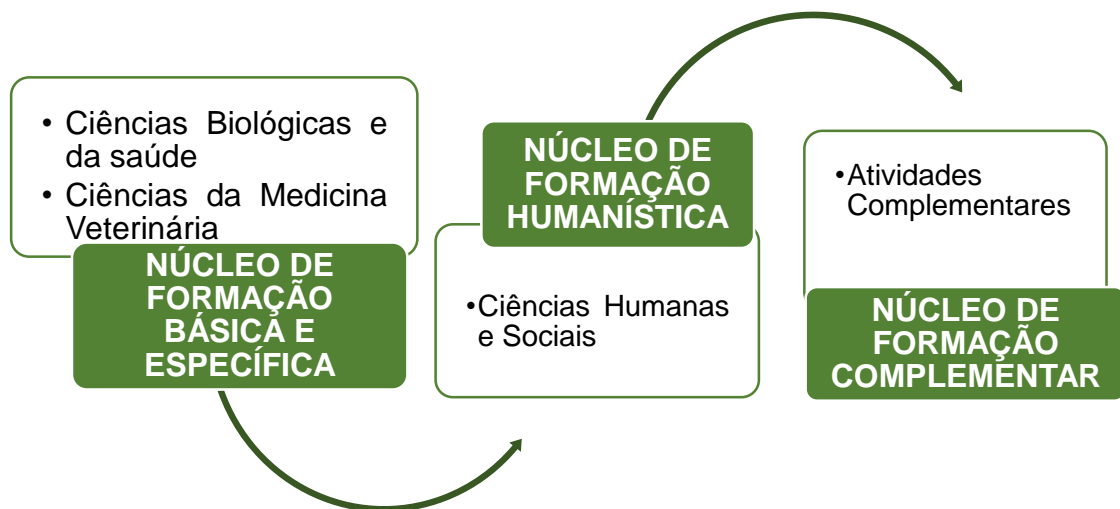 • Ciências Biológicas e
da saúde
• Ciências da Medicina
Veterinária
NÚCLEO DE
FORMAÇÃO
BÁSICA E
ESPECÍFICA
NÚCLEO DE
FORMAÇÃO
HUMANÍSTICA
•Ciências Humanas
e Sociais
•Atividades
Complementares
NÚCLEO DE
FORMAÇÃO
COMPLEMENTAR